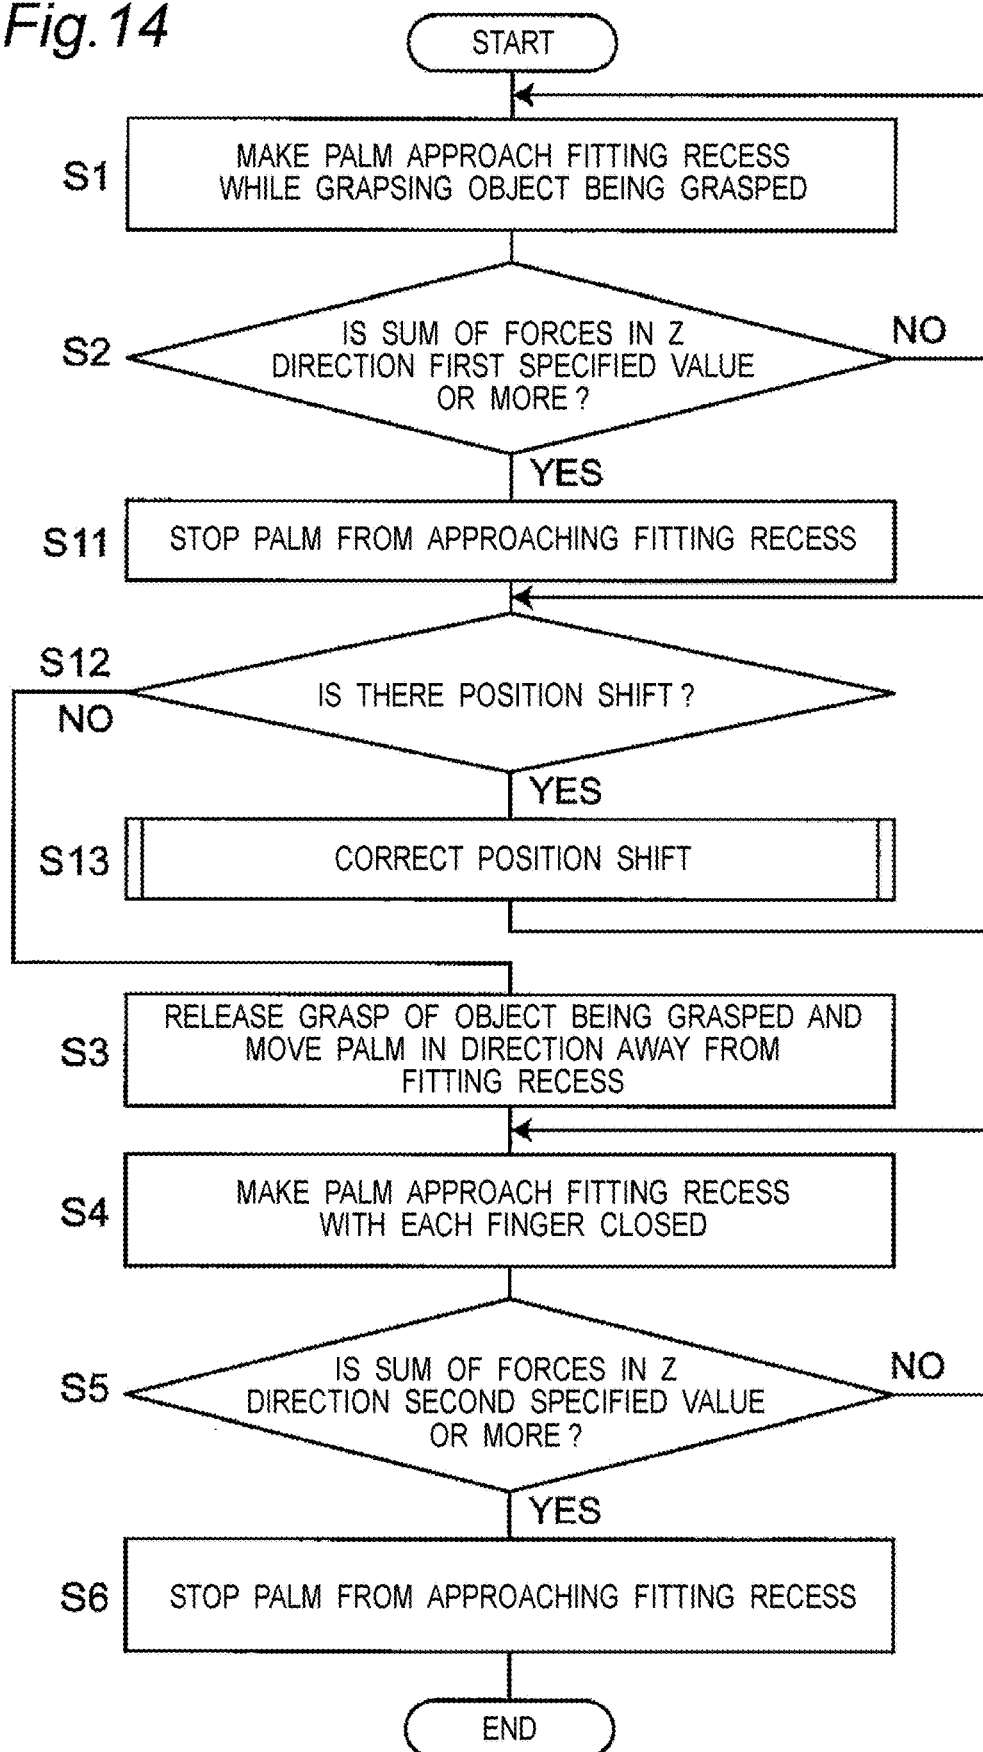 Fig.14
START
S1
MAKE PALM APPROACH FITTING RECESS
WHILE GRAPSING OBJECT BEING GRASPED
S2
IS SUM OF FORCES IN Z
DIRECTION FIRST SPECIFIED VALUE
OR MORE?
NO
YES
S11
STOP PALM FROM APPROACHING FITTING RECESS
S12
IS THERE POSITION SHIFT?
NO
YES
S13
CORRECT POSITION SHIFT
S3
RELEASE GRASP OF OBJECT BEING GRASPED AND
MOVE PALM IN DIRECTION AWAY FROM
FITTING RECESS
S4
MAKE PALM APPROACH FITTING RECESS
WITH EACH FINGER CLOSED
S5
IS SUM OF FORCES IN Z
DIRECTION SECOND SPECIFIED VALUE
OR MORE?
NO
YES
S6
STOP PALM FROM APPROACHING FITTING RECESS
END